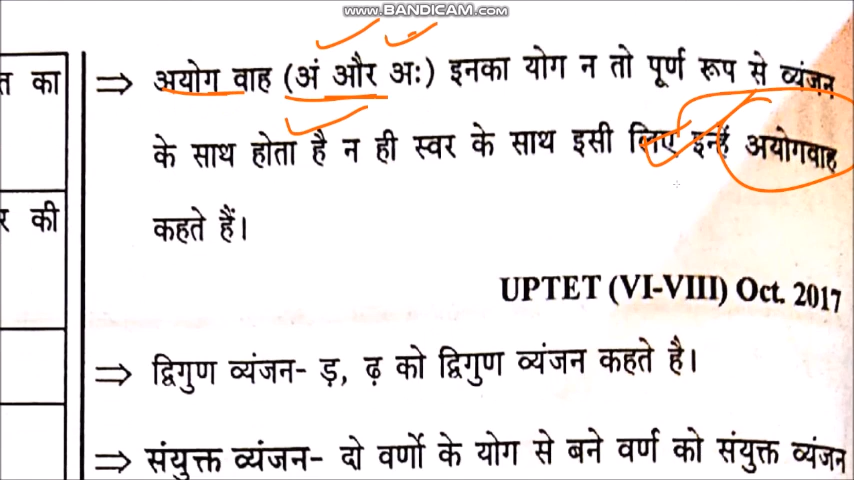 www.BANDICAM.com
त का
⇒ अयोग वाह (अं और अः) इनका योग न तो पूर्ण रूप से व्यंजन
के साथ होता है न ही स्वर के साथ इसी लिए इन्हें अयोगवाह
र की
कहते हैं।
UPTET (VI-VIII) Oct. 2017
⇒ द्विगुण व्यंजन- ड़, ढ़ को द्विगुण व्यंजन कहते है।
⇒ संयुक्त व्यंजन- दो वर्णो के योग से बने वर्ण को संयुक्त व्यंजन